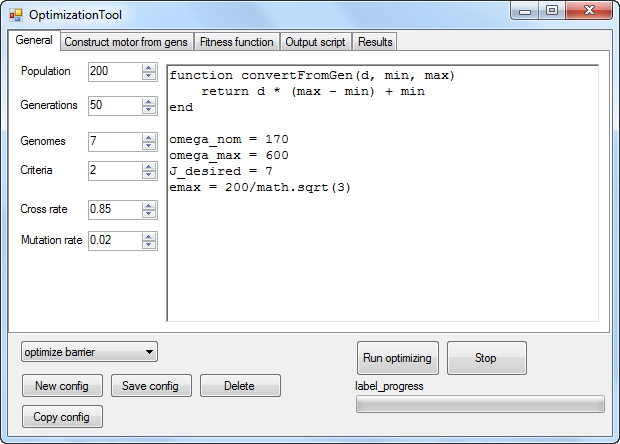 OptimizationTool
General Construct motor from gens Fitness function Output script Results
Population 200
Generations 50
Genomes 7
Criteria 2
Cross rate 0.85
Mutation rate 0.02
function convertFromGen(d, min, max)
    return d * (max - min) + min
end
omega_nom = 170
omega_max = 600
J_desired = 7
emax = 200/math.sqrt(3)
optimize barrier
New config Save config Delete
Copy config
Run optimizing Stop
label_progress